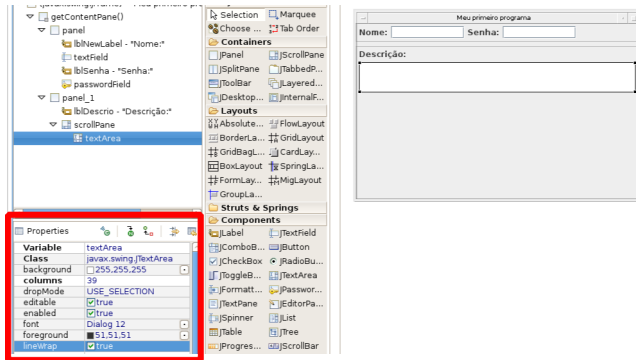 getContentPane()
panel
lblNewLabel - "Nome:"
textField
lblSenha - "Senha:"
passwordField
panel_1
lblDescrio - "Descrição:"
scrollPane
textArea
Properties
Variable textArea
Class javax.swing.JTextArea
background 255,255,255
columns 39
dropMode USE_SELECTION
editable true
enabled true
font Dialog 12
foreground 51,51,51
lineWrap true
Selection Marquee
Choose ... Tab Order
Containers
JPanel JScrollPane
JSplitPane JTabbedP...
JToolBar JLayered...
JDesktop... JInternalF...
Layouts
Absolute... FlowLayout
BorderLa... GridLayout
GridBagL... CardLay...
BoxLayout SpringLa...
FormLay... MigLayout
GroupLa...
Struts & Springs
Components
JLabel JTextField
JComboB... JButton
JCheckBox JRadioBu...
JToggleB... JTextArea
JFormatt... JPasswor...
JTextPane JEditorPa...
JSpinner JList
JTable JTree
JProgres... JScrollBar
Meu primeiro programa
Nome: Senha:
Descrição: